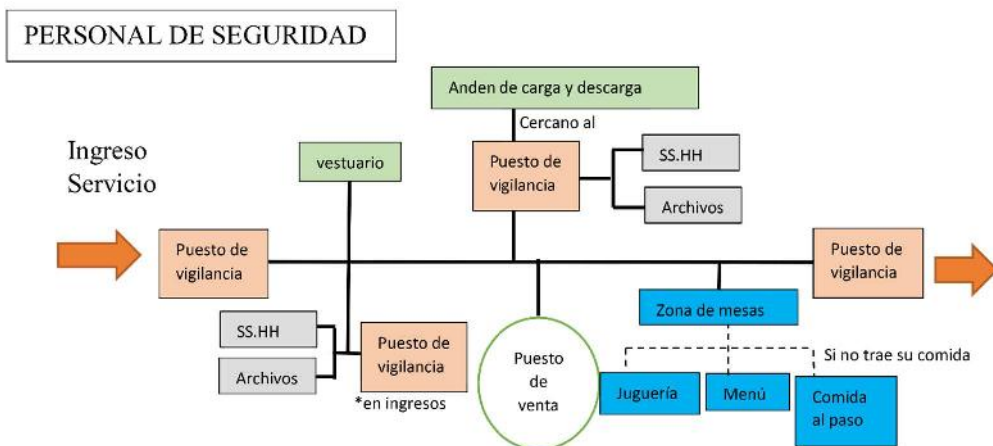 PERSONAL DE SEGURIDAD
Anden de carga y descarga
Cercano al
Ingreso
Servicio
vestuario
Puesto de
vigilancia
SS.HH
Archivos
Puesto de
vigilancia
Puesto de
vigilancia
Zona de mesas
SS.HH
Archivos
Puesto de
vigilancia
*en ingresos
Puesto
de
venta
Si no trae su comida
Juguería
Menú
Comida
al paso